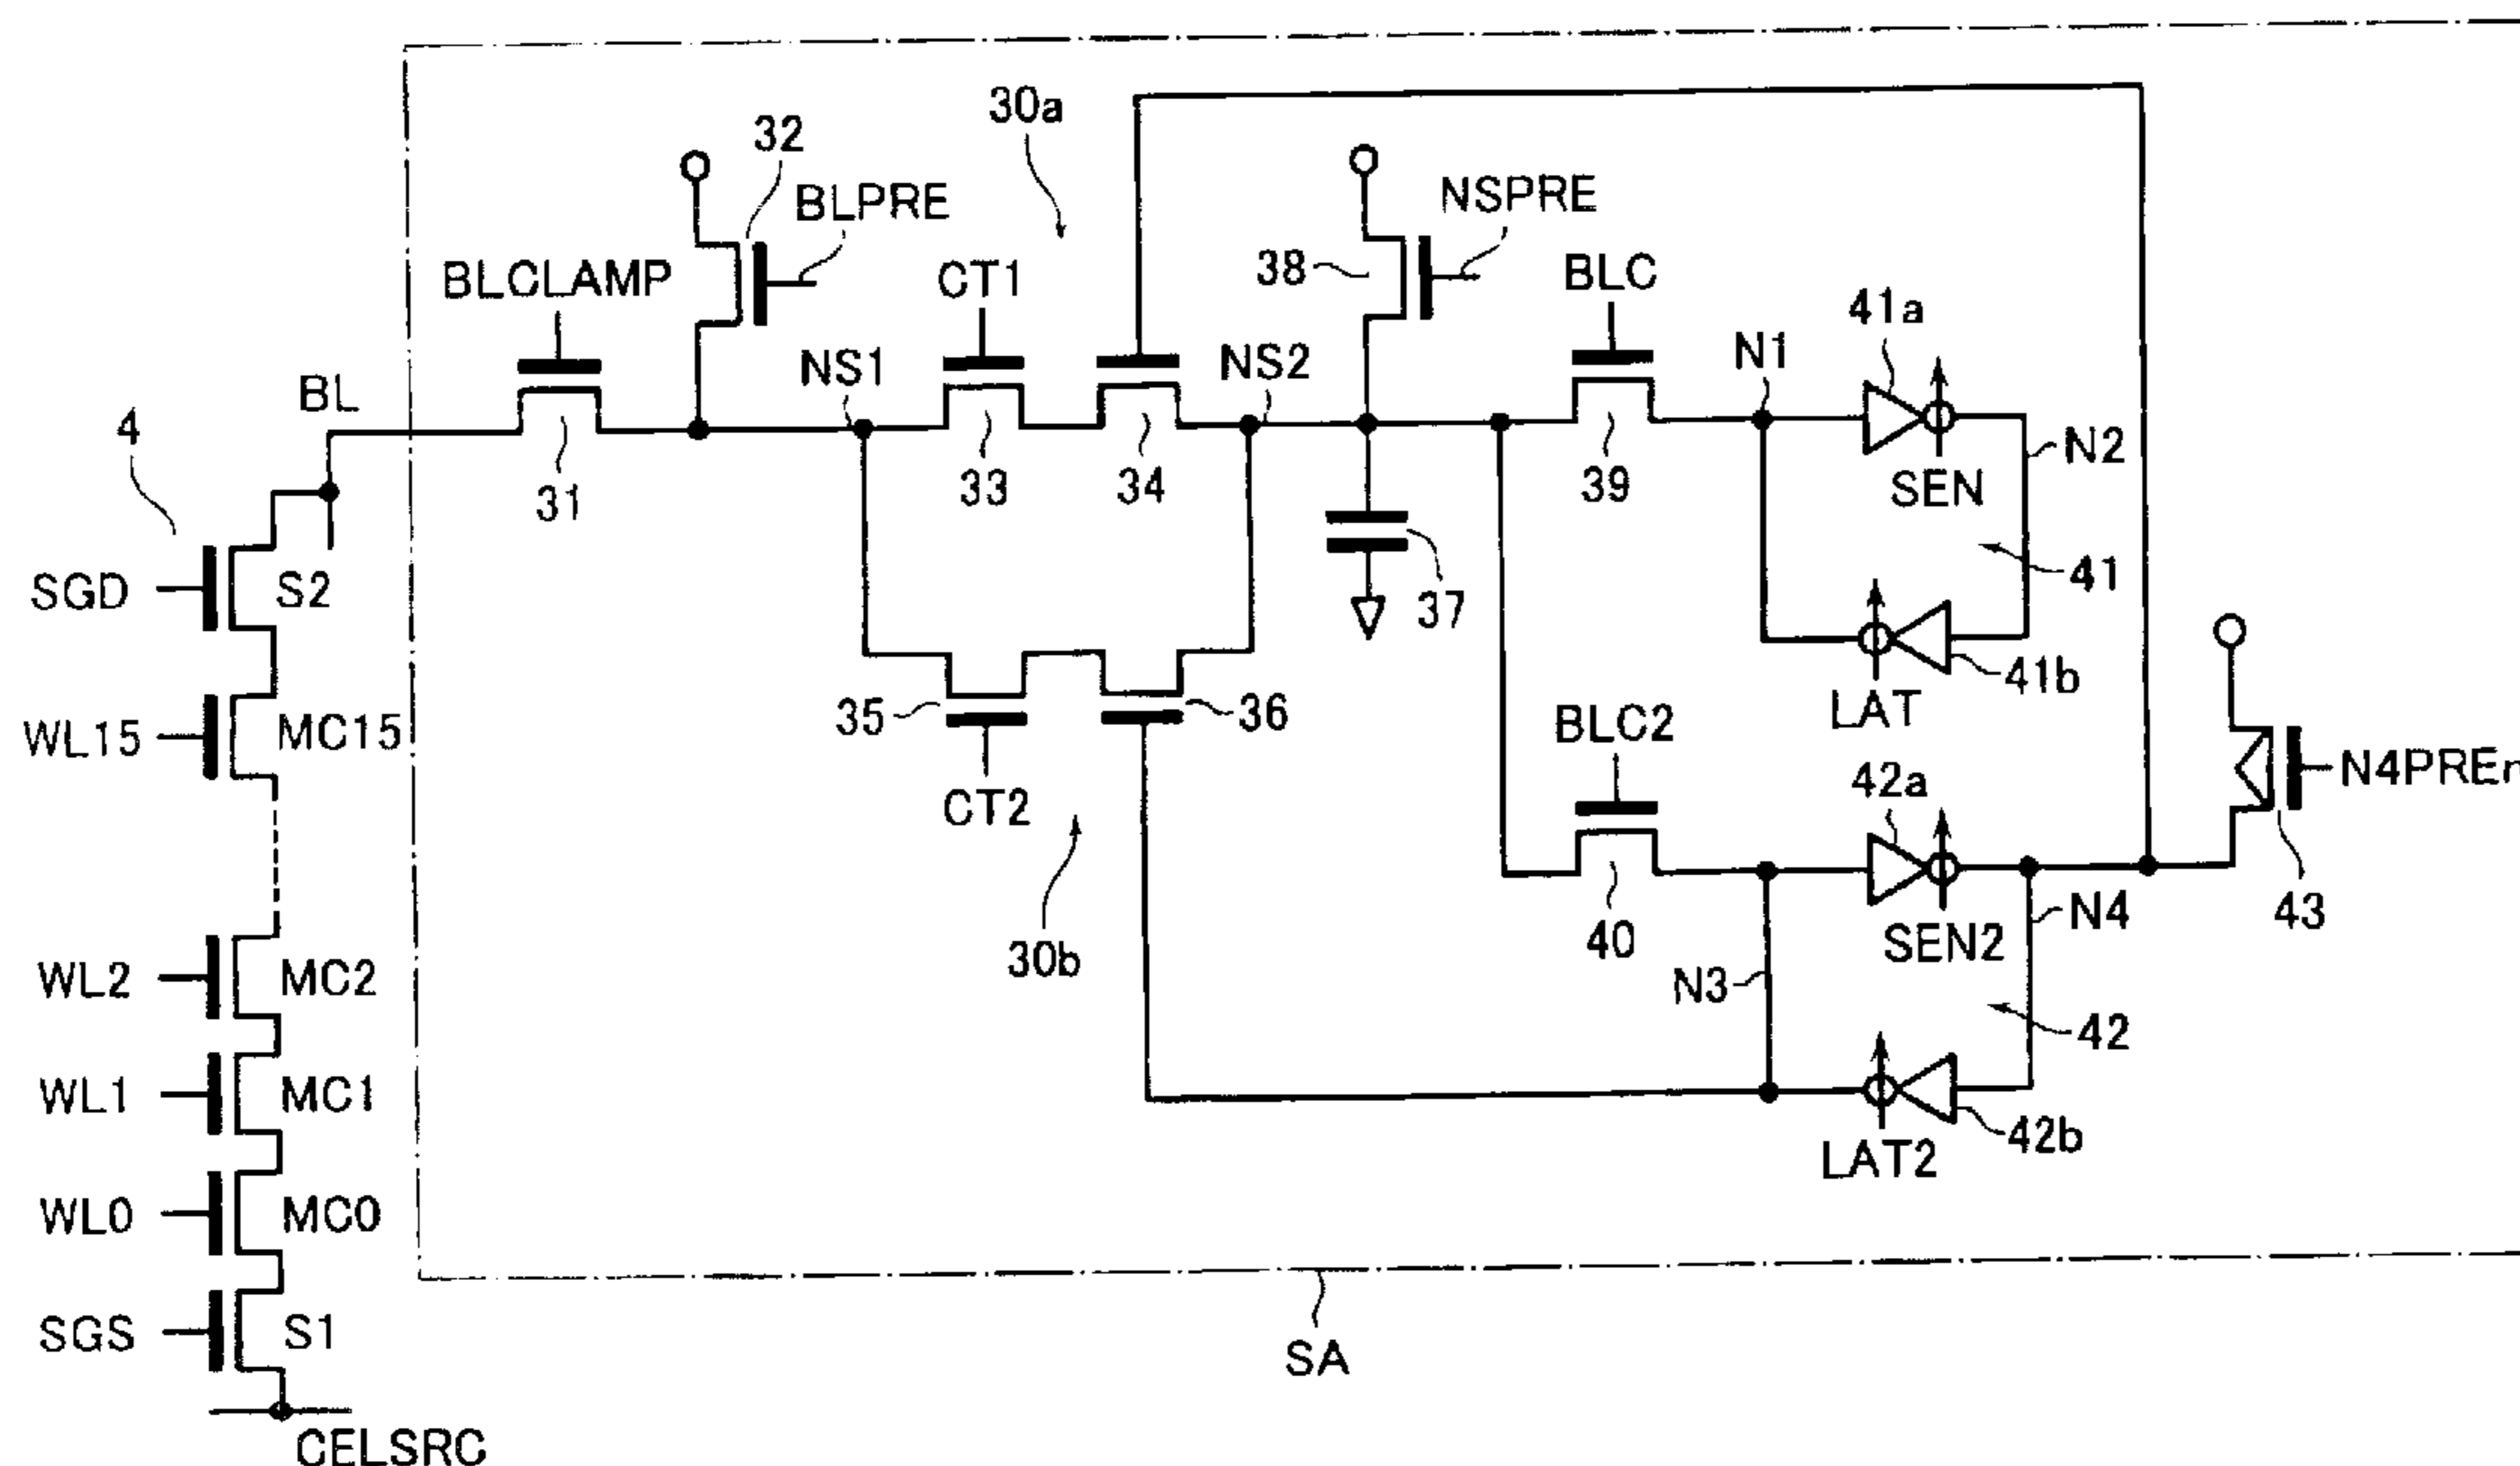 30a
32
BLPRE
NSPRE
BLCLAMP
CT1
38
BLC
41a
BL
NS1
NS2
N1
4
31
33
34
39
SEN
N2
SGD
S2
37
41
WL15
MC15
35
36
LAT
41b
BLC2
42a
N4PREn
CT2
WL2
MC2
30b
40
SEN2
N4
43
N3
WL1
MC1
42
LAT2
42b
WL0
MC0
SGS
S1
SA
CELSRC